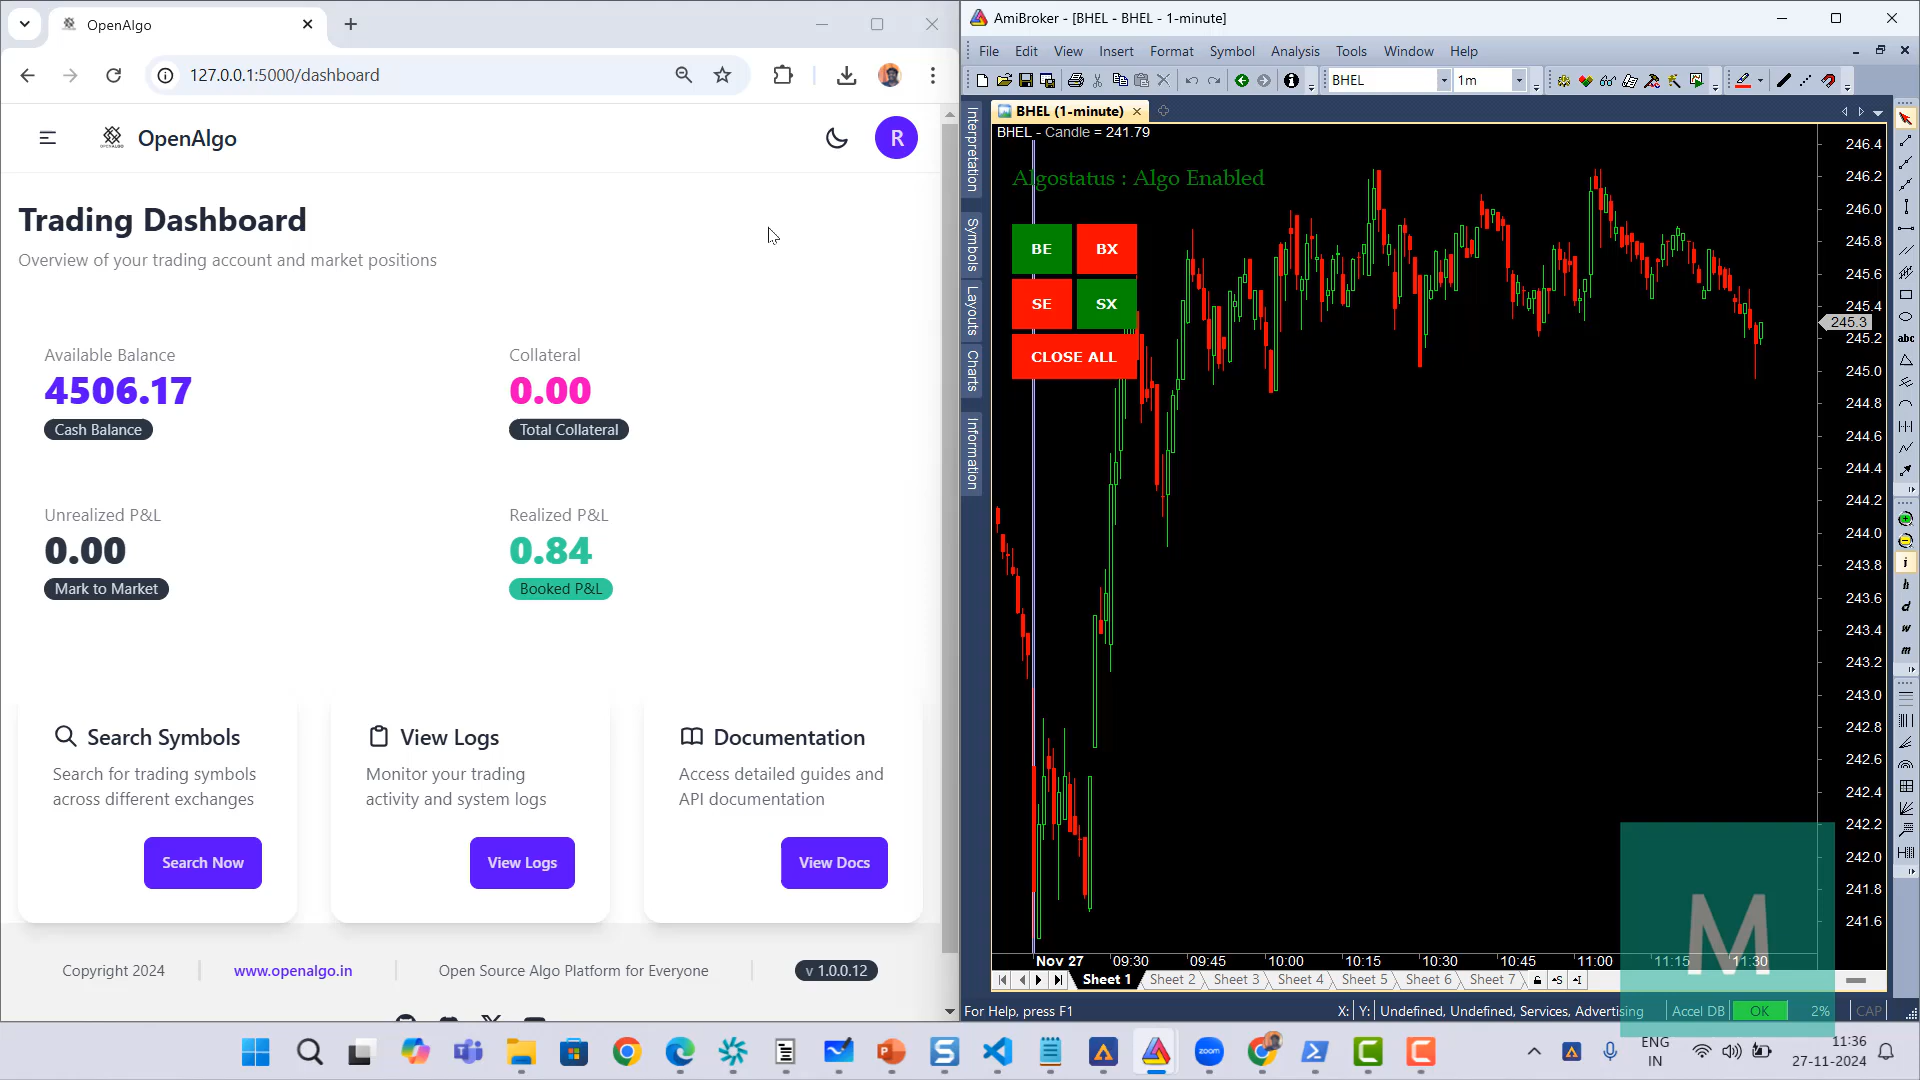 OpenAlgo
127.0.0.1:5000/dashboard
OpenAlgo
R
Trading Dashboard
Overview of your trading account and market positions
Available Balance
4506.17
Cash Balance
Collateral
0.00
Total Collateral
Unrealized P&L
0.00
Mark to Market
Realized P&L
0.84
Booked P&L
Search Symbols
Search for trading symbols
across different exchanges
Search Now
View Logs
Monitor your trading
activity and system logs
View Logs
Documentation
Access detailed guides and
API documentation
View Docs
Copyright 2024
www.openalgo.in
Open Source Algo Platform for Everyone
v 1.0.0.12
AmiBroker - [BHEL - BHEL - 1-minute]
File Edit View Insert Format Symbol Analysis Tools Window Help
BHEL 1m
BHEL (1-minute)
BHEL - Candle = 241.79
Algostatus : Algo Enabled
BE BX
SE SX
CLOSE ALL
Interpretation
Symbols
Layouts
Charts
Information
246.4
246.2
246.0
245.8
245.6
245.4
245.3
245.2
245.0
244.8
244.6
244.4
244.2
244.0
243.8
243.6
243.4
243.2
243.0
242.8
242.6
242.4
242.2
242.0
241.8
241.6
abc
i
h
d
w
m
Nov 27 09:30 09:45 10:00 10:15 10:30 10:45 11:00 11:15 11:30
Sheet 1 Sheet 2 Sheet 3 Sheet 4 Sheet 5 Sheet 6 Sheet 7
M
For Help, press F1
X: Y: Undefined, Undefined, Services, Advertising Accel DB OK 2% CAP
zoom
ENG
IN
11:36
27-11-2024